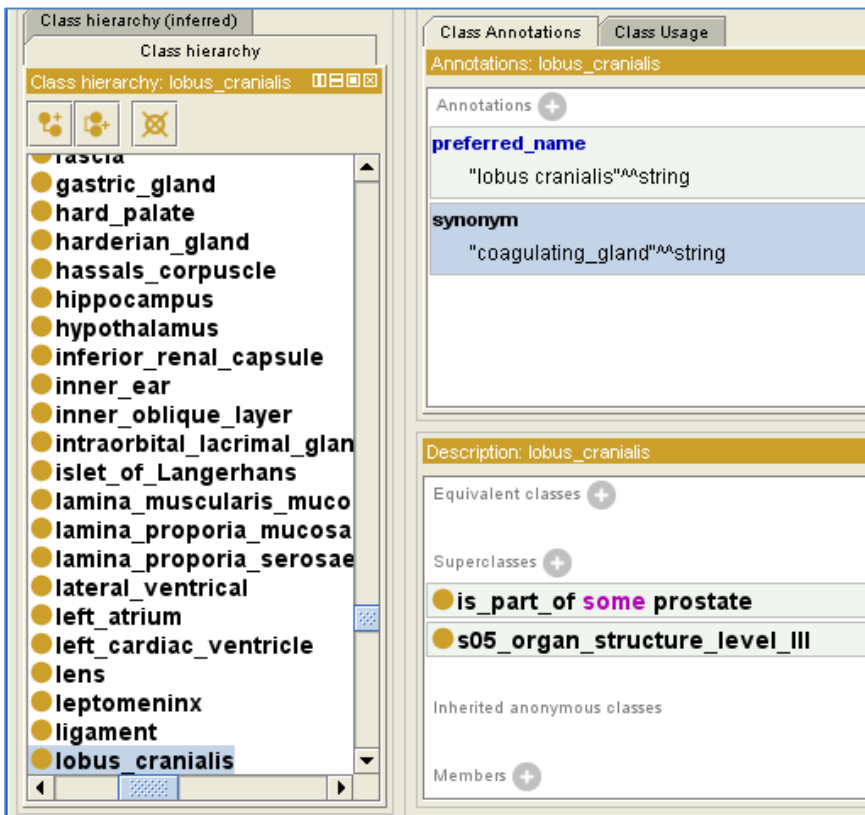 Class hierarchy (inferred)
Class hierarchy
Class hierarchy: lobus_cranialis
fascia
gastric_gland
hard_palate
harderian_gland
hassals_corpuscle
hippocampus
hypothalamus
inferior_renal_capsule
inner_ear
inner_oblique_layer
intraorbital_lacrimal_glan
islet_of_Langerhans
lamina_muscularis_muco
lamina_proporia_mucosa
lamina_proporia_serosae
lateral_ventrical
left_atrium
left_cardiac_ventricle
lens
leptomeninx
ligament
lobus_cranialis
Class Annotations Class Usage
Annotations: lobus_cranialis
Annotations
preferred_name
"lobus cranialis"^^string
synonym
"coagulating_gland"^^string
Description: lobus_cranialis
Equivalent classes
Superclasses
is_part_of some prostate
s05_organ_structure_level_III
Inherited anonymous classes
Members